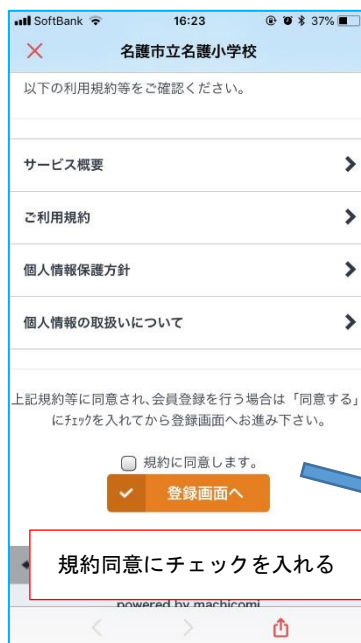 SoftBank 16:23 37%
名護市立名護小学校
以下の利用規約等をご確認ください。
サービス概要
ご利用規約
個人情報保護方針
個人情報の取扱いについて
上記規約等に同意され、会員登録を行う場合は「同意する」
にﾁｪｯｸを入れてから登録画面へお進み下さい。
規約に同意します。
登録画面へ
規約同意にチェックを入れる
powered by machicomi